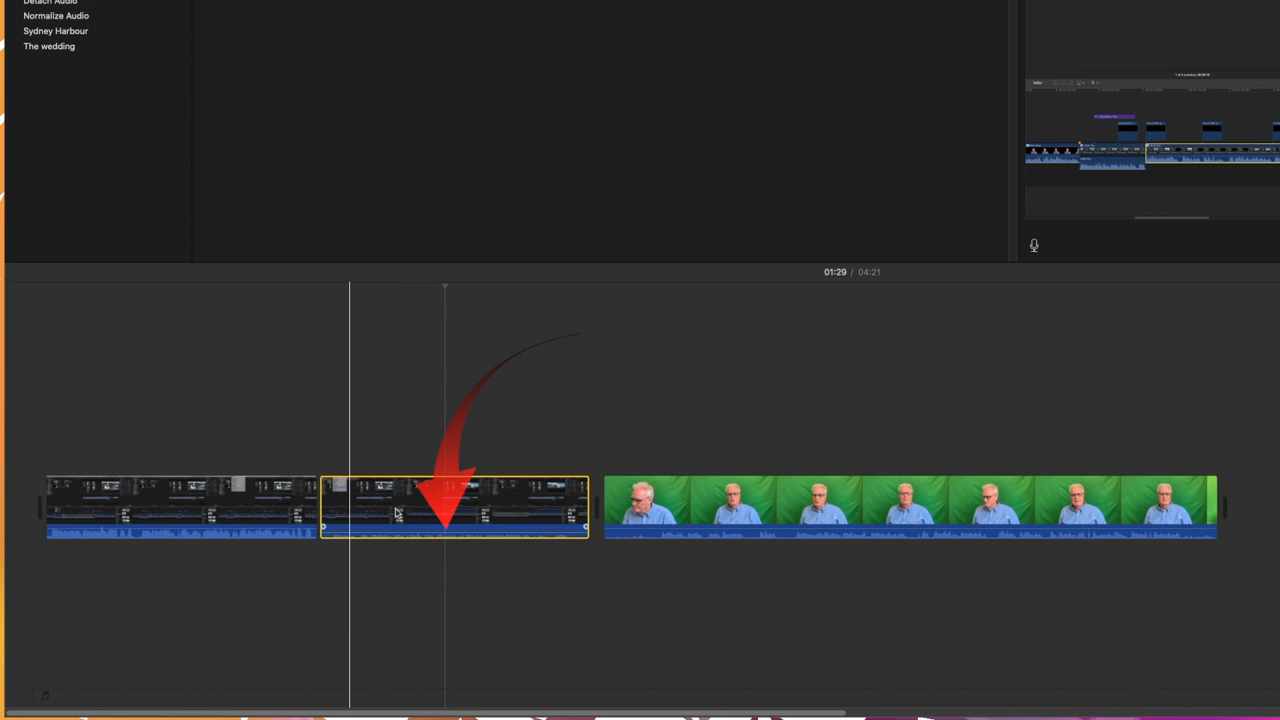 Detach Audio
Normalize Audio
Sydney Harbour
The wedding
01:29 / 04:21